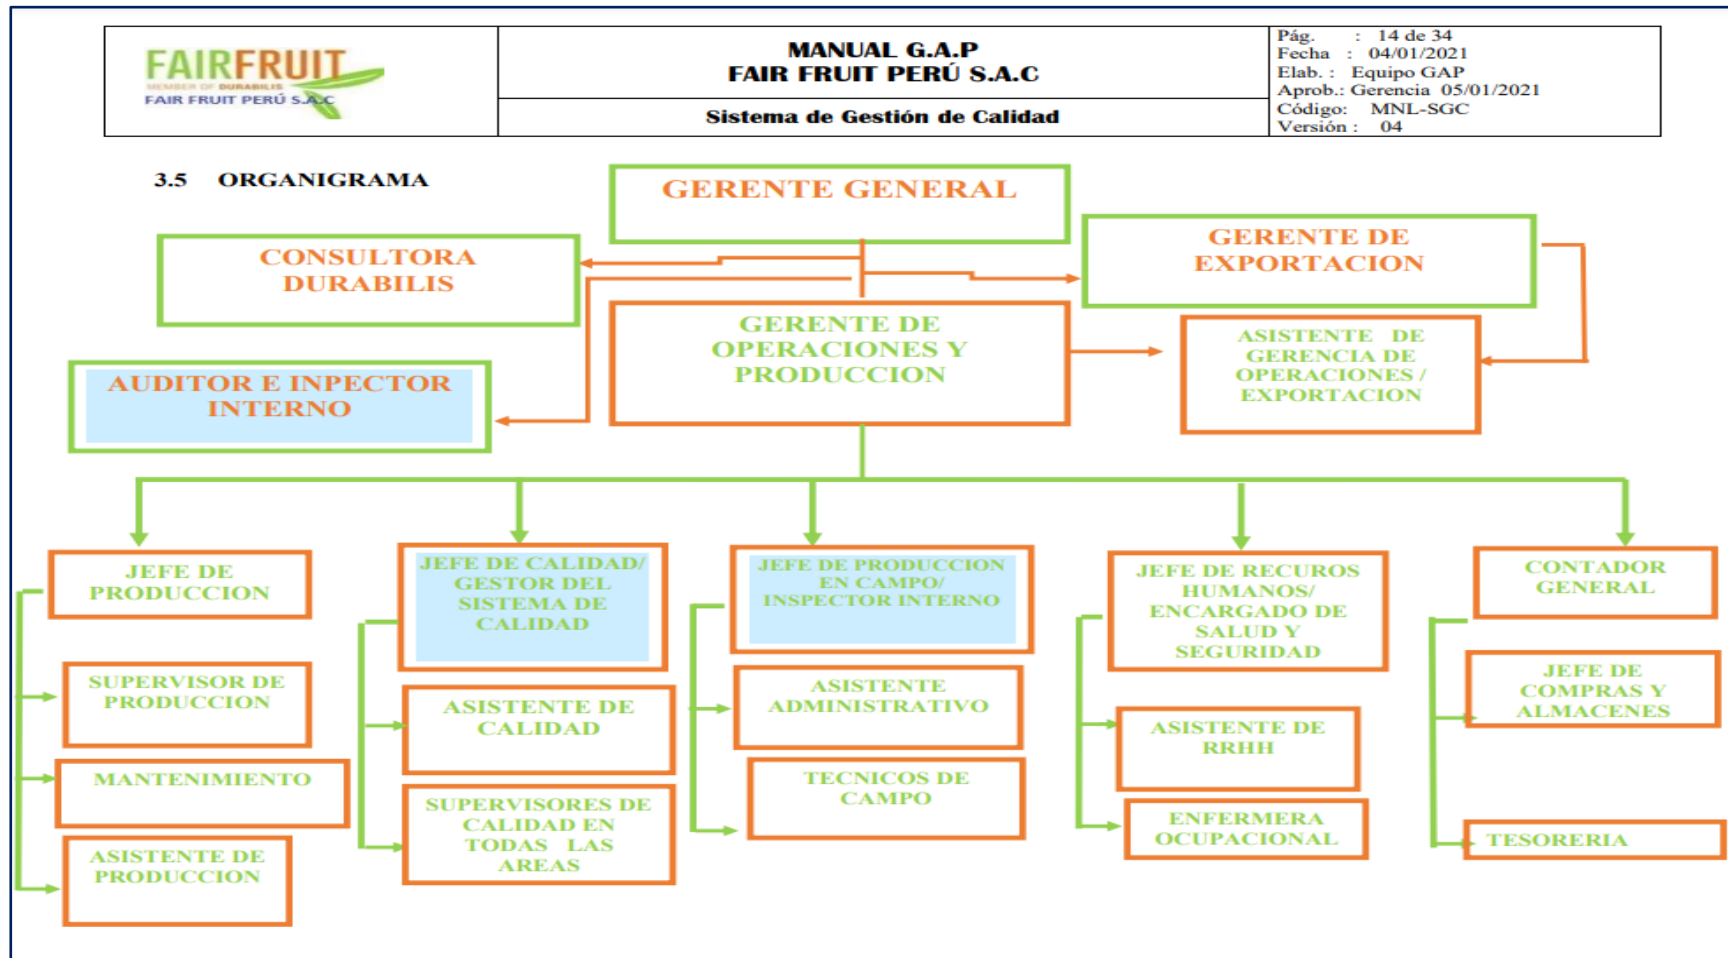 FAIRFRUIT
MEMBER OF DURABILIS
FAIR FRUIT PERÚ S.A.C
MANUAL G.A.P
FAIR FRUIT PERÚ S.A.C
Sistema de Gestión de Calidad
Pág. : 14 de 34
Fecha : 04/01/2021
Elab. : Equipo GAP
Aprob.: Gerencia 05/01/2021
Código: MNL-SGC
Versión : 04
3.5 ORGANIGRAMA
GERENTE GENERAL
CONSULTORA
DURABILIS
GERENTE DE
EXPORTACION
GERENTE DE
OPERACIONES Y
PRODUCCION
ASISTENTE DE
GERENCIA DE
OPERACIONES /
EXPORTACION
AUDITOR E INPECTOR
INTERNO
JEFE DE
PRODUCCION
SUPERVISOR DE
PRODUCCION
MANTENIMIENTO
ASISTENTE DE
PRODUCCION
JEFE DE CALIDAD/
GESTOR DEL
SISTEMA DE
CALIDAD
ASISTENTE DE
CALIDAD
SUPERVISORES DE
CALIDAD EN
TODAS LAS
AREAS
JEFE DE PRODUCCION
EN CAMPO/
INSPECTOR INTERNO
ASISTENTE
ADMINISTRATIVO
TECNICOS DE
CAMPO
JEFE DE RECUROS
HUMANOS/
ENCARGADO DE
SALUD Y
SEGURIDAD
ASISTENTE DE
RRHH
ENFERMERA
OCUPACIONAL
CONTADOR
GENERAL
JEFE DE
COMPRAS Y
ALMACENES
TESORERIA